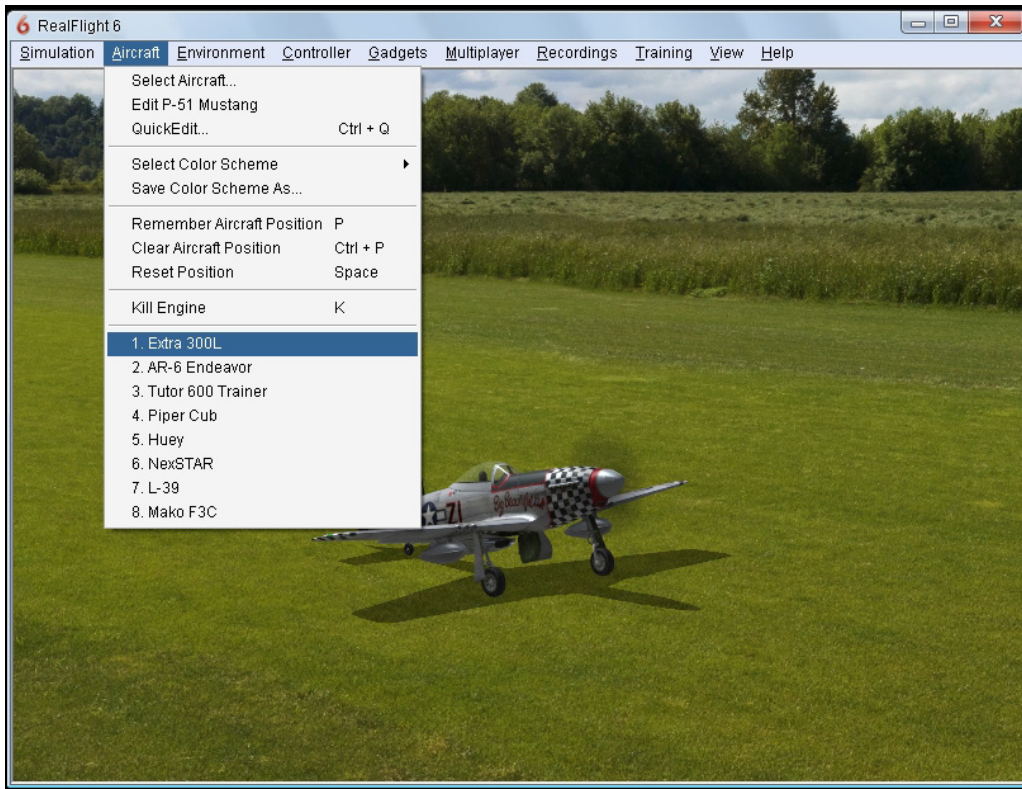 RealFlight 6
Simulation Aircraft Environment Controller Gadgets Multiplayer Recordings Training View Help
Select Aircraft...
Edit P-51 Mustang
QuickEdit... Ctrl + Q
Select Color Scheme
Save Color Scheme As...
Remember Aircraft Position P
Clear Aircraft Position Ctrl + P
Reset Position Space
Kill Engine K
1. Extra 300L
2. AR-6 Endeavor
3. Tutor 600 Trainer
4. Piper Cub
5. Huey
6. NexSTAR
7. L-39
8. Mako F3C
ZI